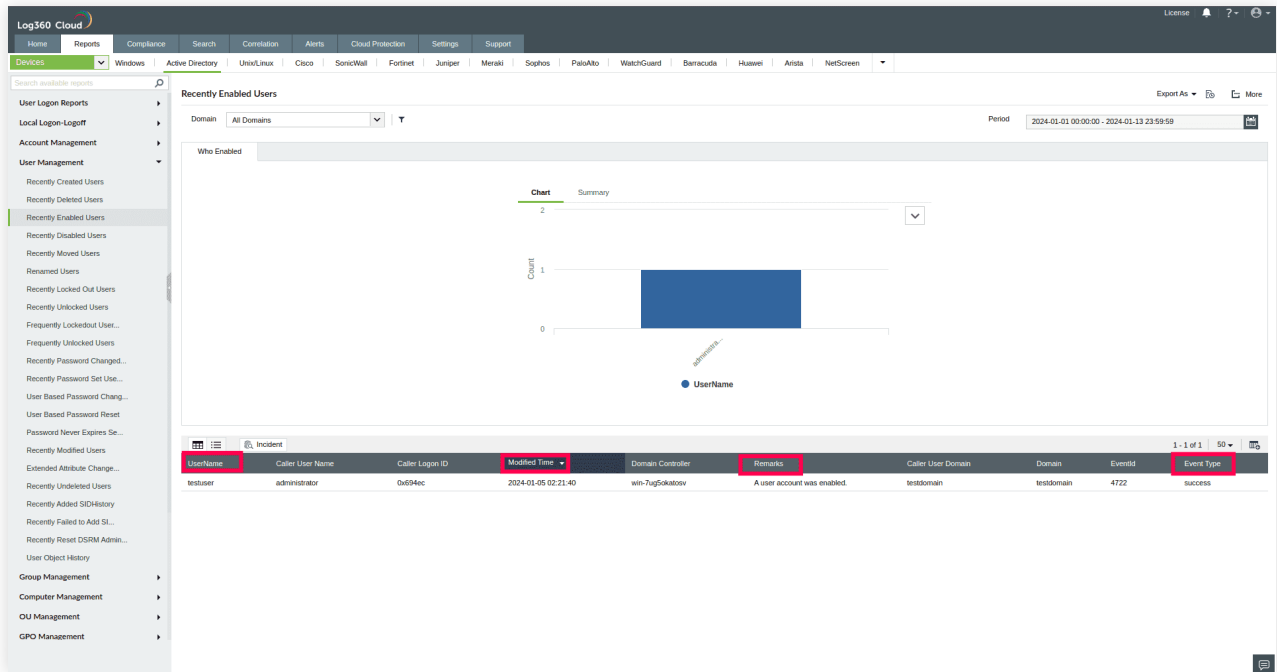 Log360 Cloud
License
?
Home Reports Compliance Search Correlation Alerts Cloud Protection Settings Support
Devices Windows Active Directory Unix/Linux Cisco SonicWall Fortinet Juniper Meraki Sophos PaloAlto WatchGuard Barracuda Huawei Arista NetScreen
Search available reports
User Logon Reports
Local Logon-Logoff
Account Management
User Management
Recently Created Users
Recently Deleted Users
Recently Enabled Users
Recently Disabled Users
Recently Moved Users
Renamed Users
Recently Locked Out Users
Recently Unlocked Users
Frequently Lockedout User...
Frequently Unlocked Users
Recently Password Changed...
Recently Password Set Use...
User Based Password Chang...
User Based Password Reset
Password Never Expires Se...
Recently Modified Users
Extended Attribute Change...
Recently Undeleted Users
Recently Added SIDHistory
Recently Failed to Add SI...
Recently Reset DSRM Admin...
User Object History
Group Management
Computer Management
OU Management
GPO Management
Recently Enabled Users
Export As More
Domain All Domains
Period 2024-01-01 00:00:00 - 2024-01-13 23:59:59
Who Enabled
Chart Summary
2
1
0
Count
administra...
UserName
Incident
1 - 1 of 1 50
UserName Caller User Name Caller Logon ID Modified Time Domain Controller Remarks Caller User Domain Domain EventId Event Type
testuser administrator 0x694ec 2024-01-05 02:21:40 win-7ug5okatosv A user account was enabled. testdomain testdomain 4722 success